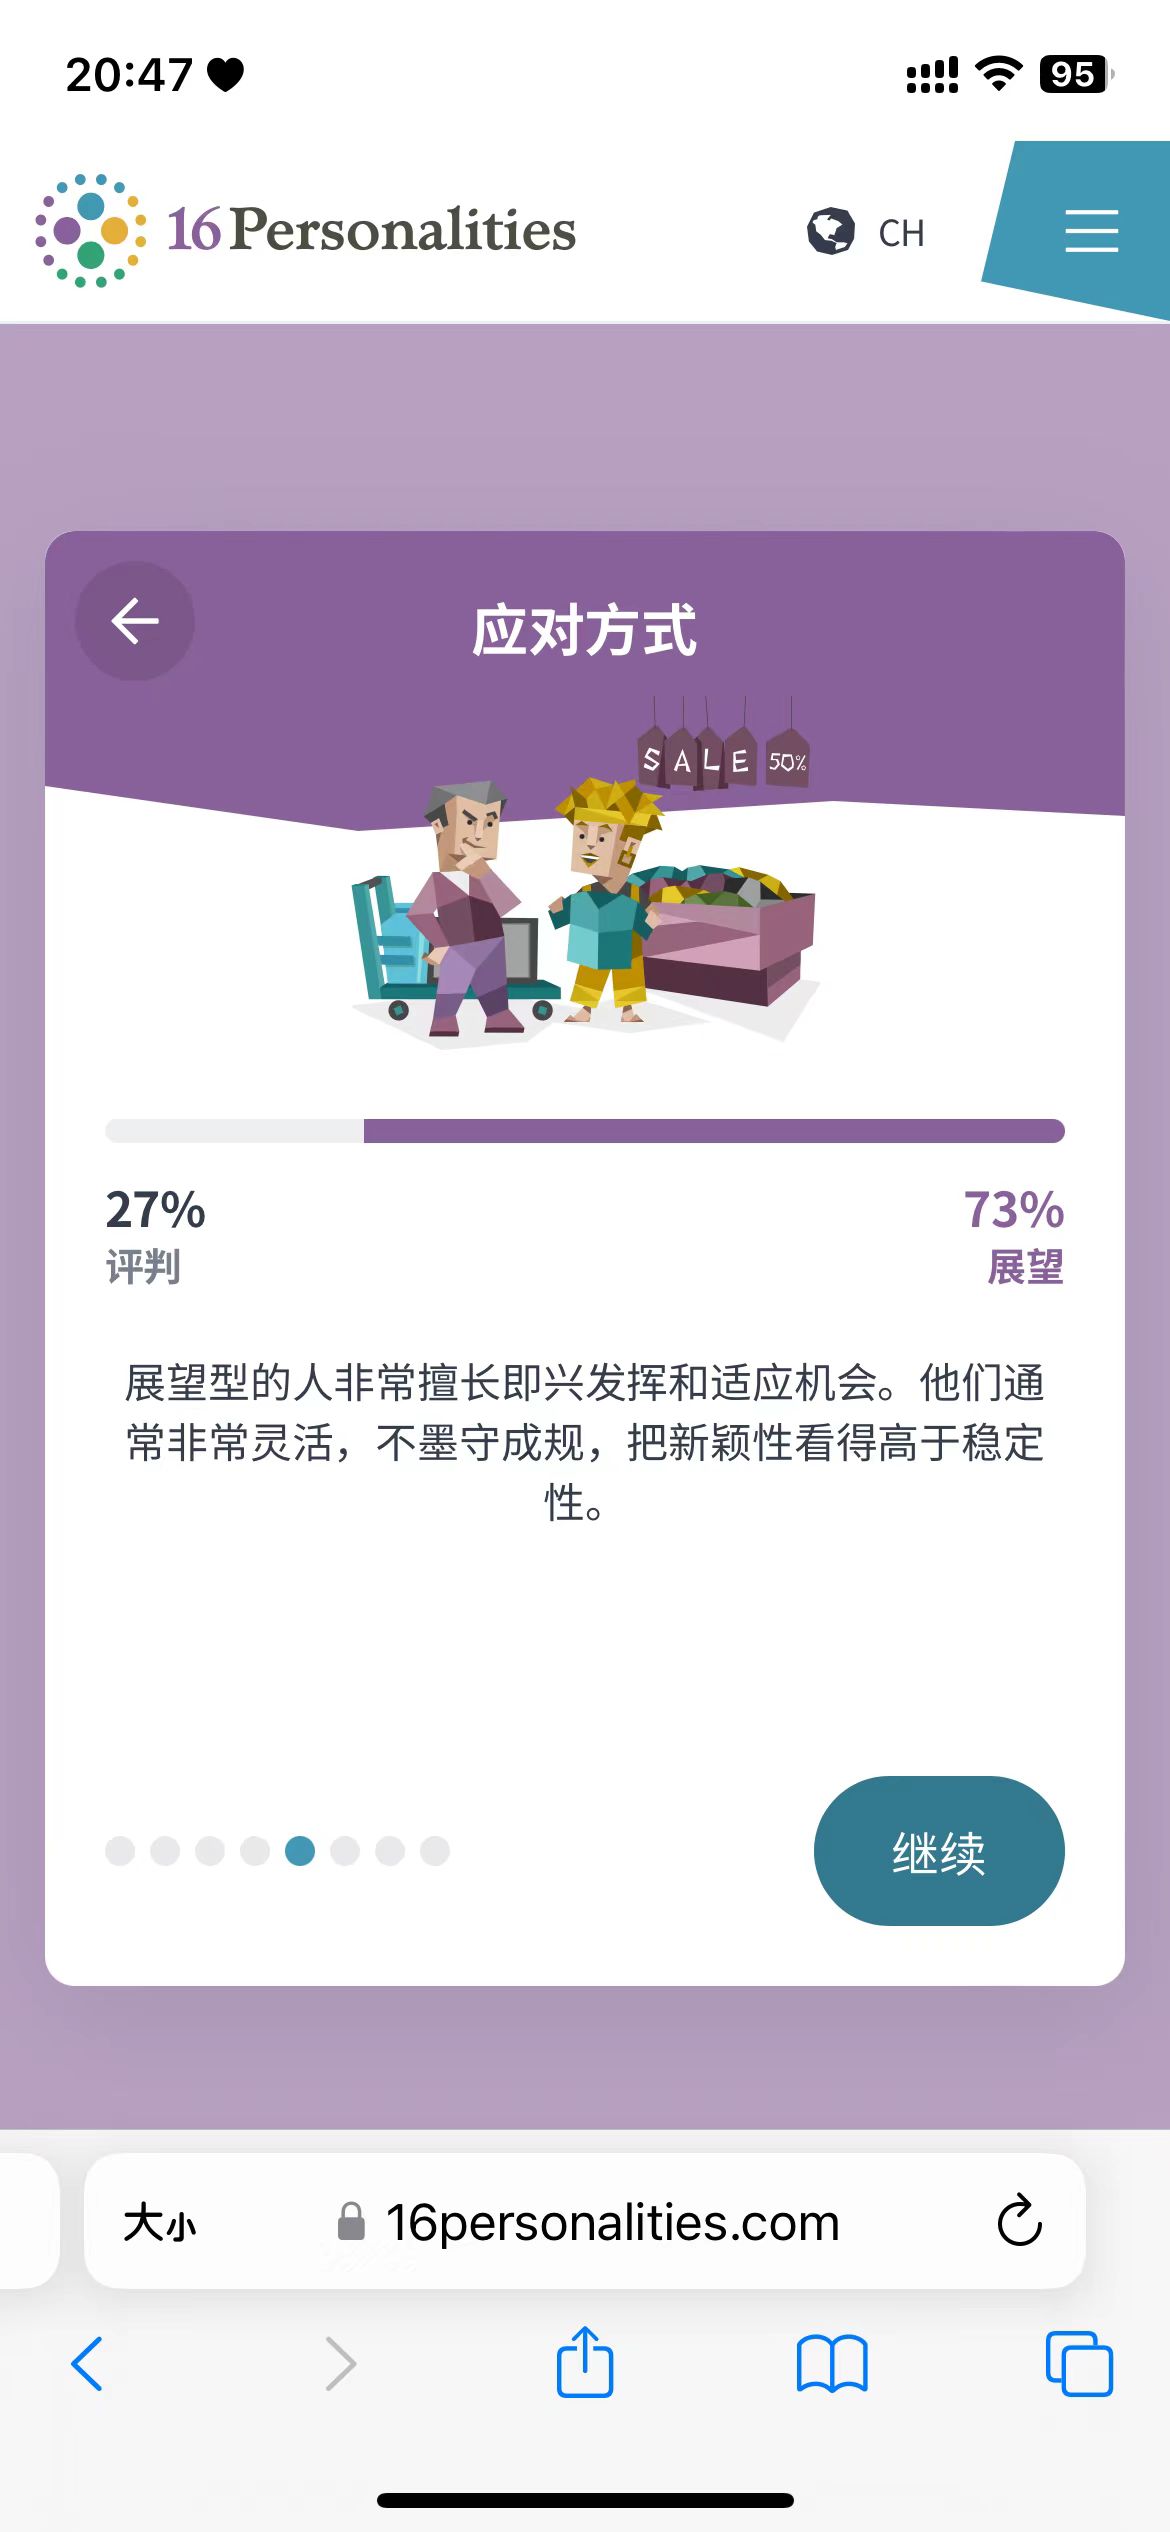 20:47
95
16Personalities
CH
应对方式
SALE 50%
27%
73%
评判
展望
展望型的人非常擅长即兴发挥和适应机会。他们通
常非常灵活，不墨守成规，把新颖性看得高于稳定
性。
继续
大小
16personalities.com